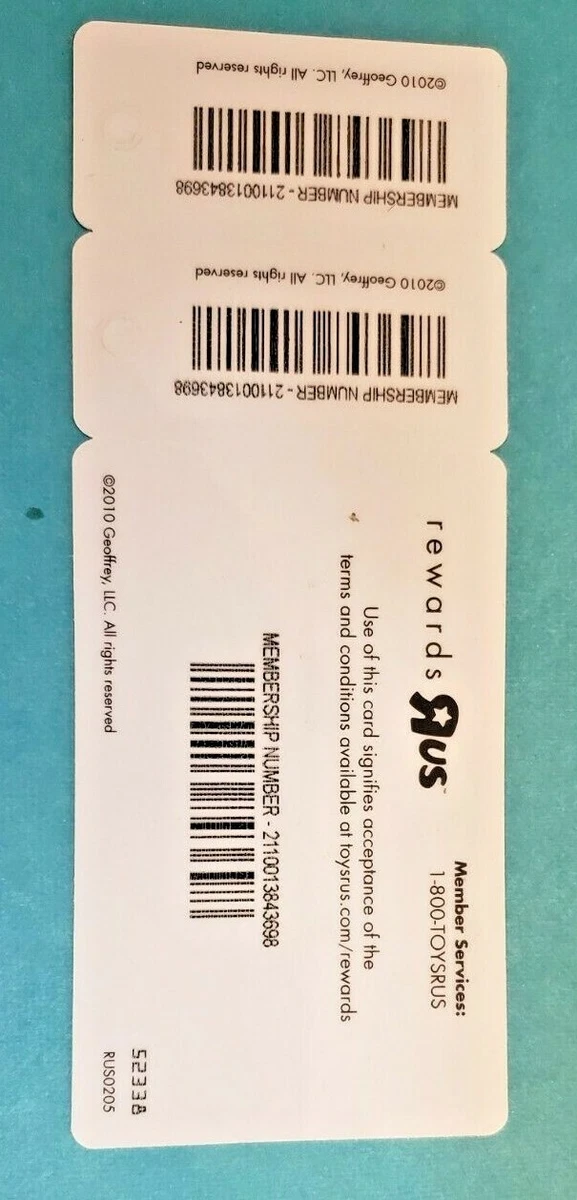 ©2010 Geoffrey, LLC. All rights reserved
MEMBERSHIP NUMBER - 2110013843698
©2010 Geoffrey, LLC. All rights reserved
MEMBERSHIP NUMBER - 2110013843698
rewards "R"US™
Member Services:
1-800-TOYSRUS
Use of this card signifies acceptance of the
terms and conditions available at toysrus.com/rewards
MEMBERSHIP NUMBER - 2110013843698
52338
©2010 Geoffrey, LLC. All rights reserved
RUS0205